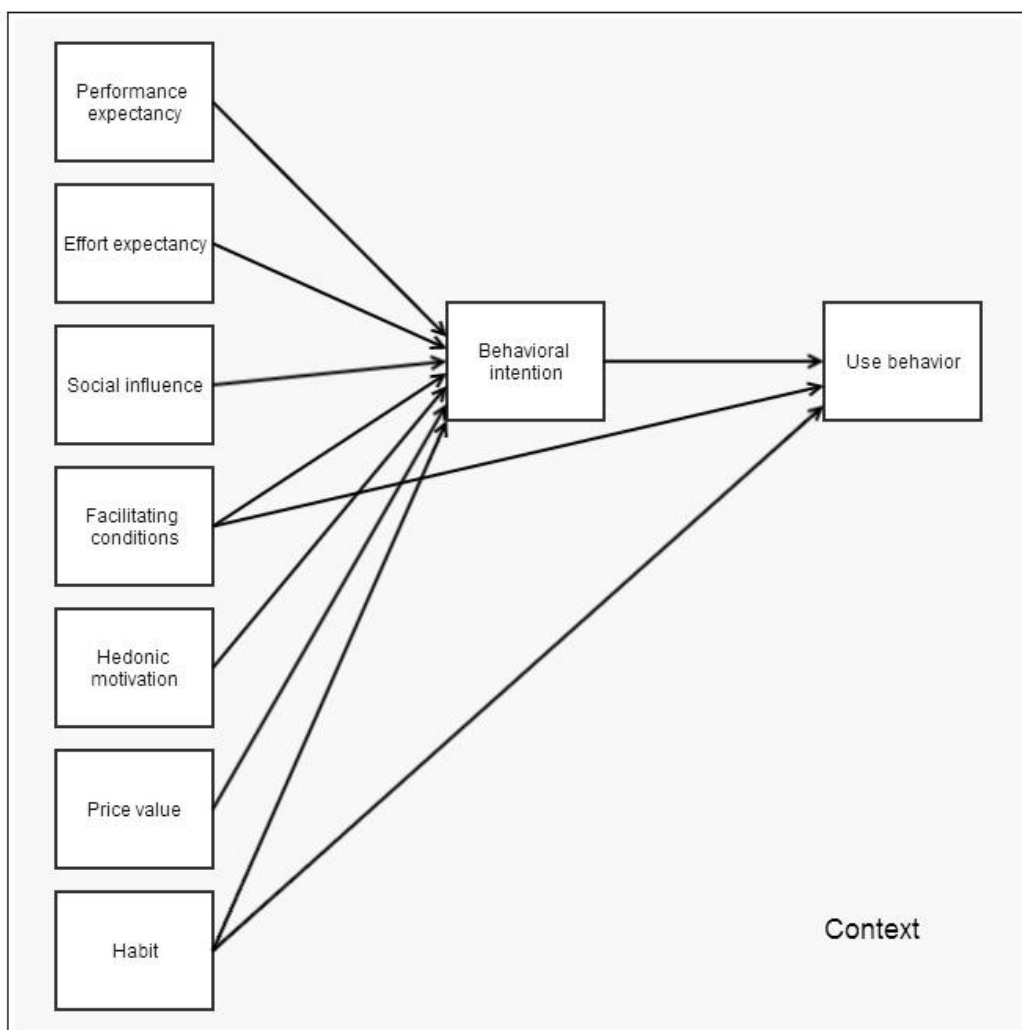 Performance
expectancy
Effort expectancy
Social influence
Facilitating
conditions
Hedonic
motivation
Price value
Habit
Behavioral
intention
Use behavior
Context